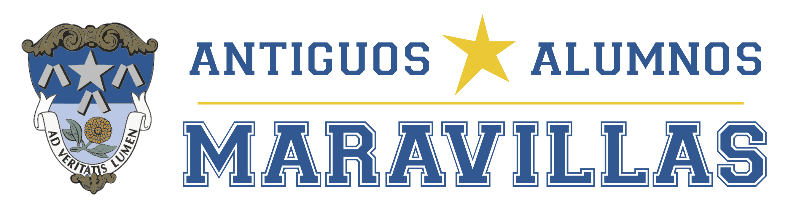 ANTIGUOS ALUMNOS
MARAVILLAS
AD VERITATIS LUMEN